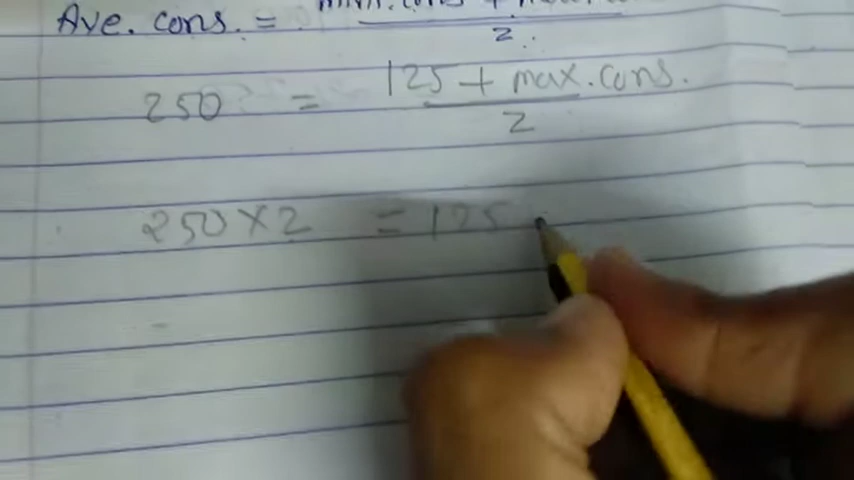 Ave. cons. =
2
250 = 125 + max. cons.
2
250 × 2 = 125